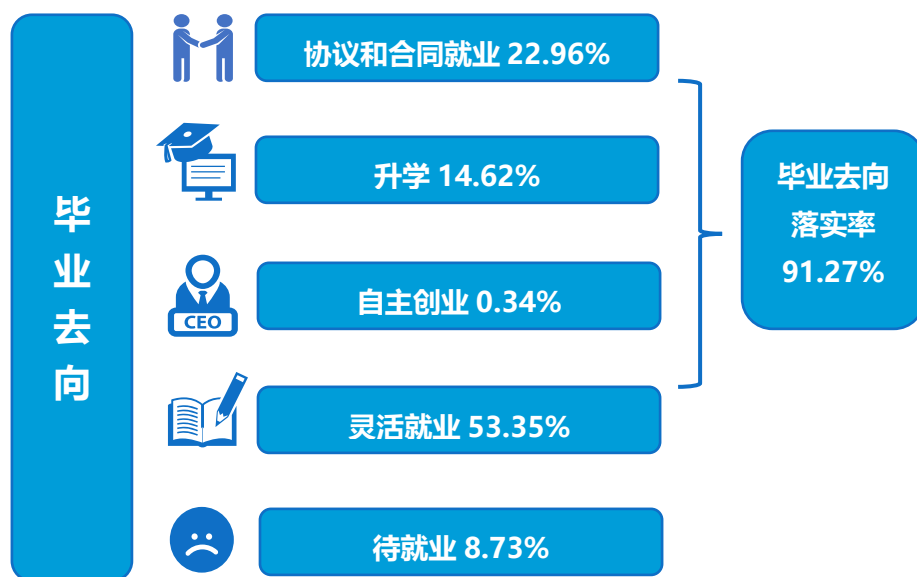 毕业去向
协议和合同就业 22.96%
升学 14.62%
CEO
自主创业 0.34%
灵活就业 53.35%
待就业 8.73%
毕业去向
落实率
91.27%